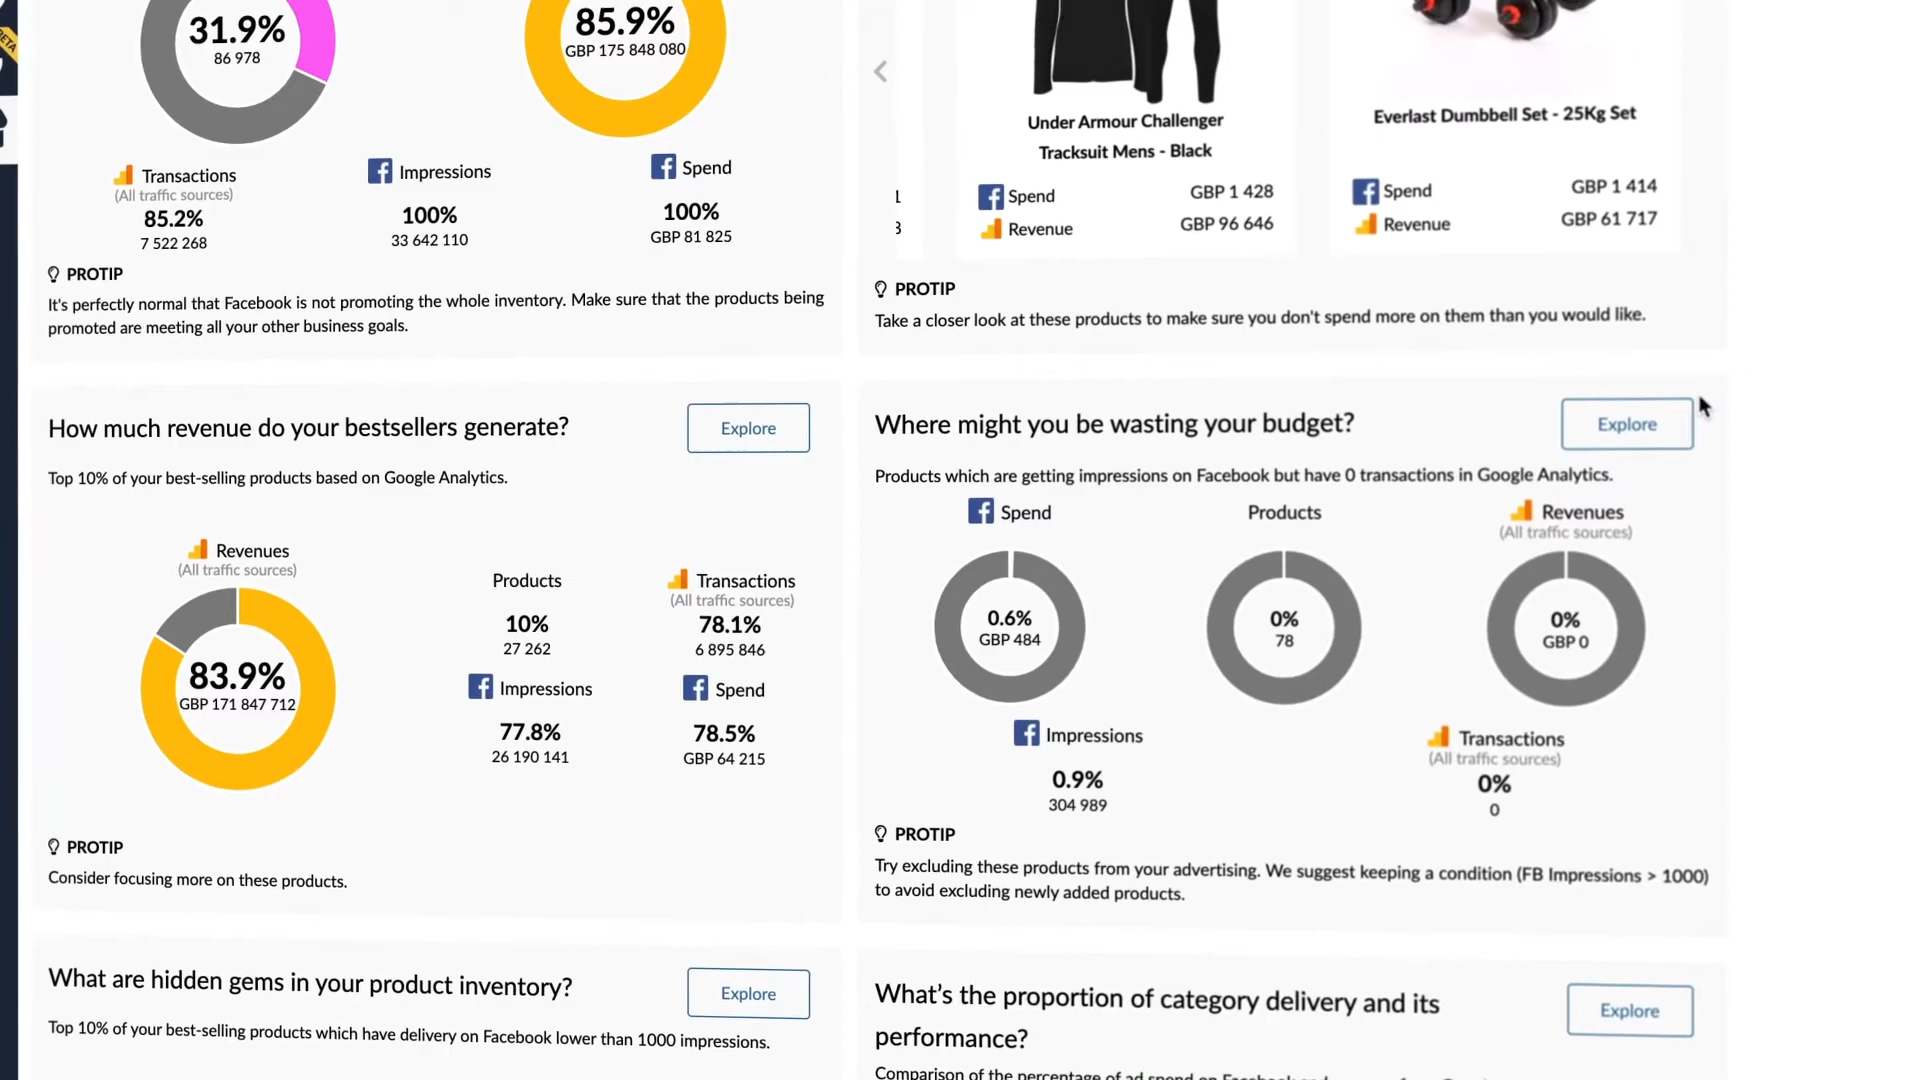 BETA
31.9%
86 978
85.9%
GBP 175 848 080
Transactions
(All traffic sources)
85.2%
7 522 268
Impressions
100%
33 642 110
Spend
100%
GBP 81 825
PROTIP
It's perfectly normal that Facebook is not promoting the whole inventory. Make sure that the products being
promoted are meeting all your other business goals.
1
3
Under Armour Challenger
Tracksuit Mens - Black
Spend GBP 1 428
Revenue GBP 96 646
Everlast Dumbbell Set - 25Kg Set
Spend GBP 1 414
Revenue GBP 61 717
PROTIP
Take a closer look at these products to make sure you don't spend more on them than you would like.
How much revenue do your bestsellers generate?
Explore
Top 10% of your best-selling products based on Google Analytics.
Revenues
(All traffic sources)
83.9%
GBP 171 847 712
Products
10%
27 262
Transactions
(All traffic sources)
78.1%
6 895 846
Impressions
77.8%
26 190 141
Spend
78.5%
GBP 64 215
PROTIP
Consider focusing more on these products.
Where might you be wasting your budget?
Explore
Products which are getting impressions on Facebook but have 0 transactions in Google Analytics.
Spend
0.6%
GBP 484
Products
0%
78
Revenues
(All traffic sources)
0%
GBP 0
Impressions
0.9%
304 989
Transactions
(All traffic sources)
0%
0
PROTIP
Try excluding these products from your advertising. We suggest keeping a condition (FB Impressions > 1000)
to avoid excluding newly added products.
What are hidden gems in your product inventory?
Explore
Top 10% of your best-selling products which have delivery on Facebook lower than 1000 impressions.
What's the proportion of category delivery and its
performance?
Explore
Comparison of the percentage of ad spend on Facebook and